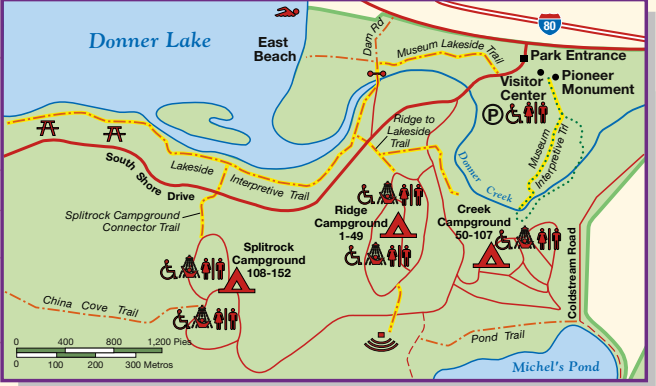 80
Donner Lake
East
Beach
Dam Rd
Museum Lakeside Trail
Park Entrance
Visitor
Center
Pioneer
Monument
P
Ridge to
Lakeside
Trail
Museum
Interpretive Trl
Donner Creek
Lakeside Interpretive Trail
South Shore Drive
Splitrock Campground
Connector Trail
Ridge
Campground
1-49
Creek
Campground
50-107
Splitrock
Campground
108-152
Coldstream Road
China Cove Trail
Pond Trail
Michel's Pond
0 400 800 1,200 Pies
0 100 200 300 Metros